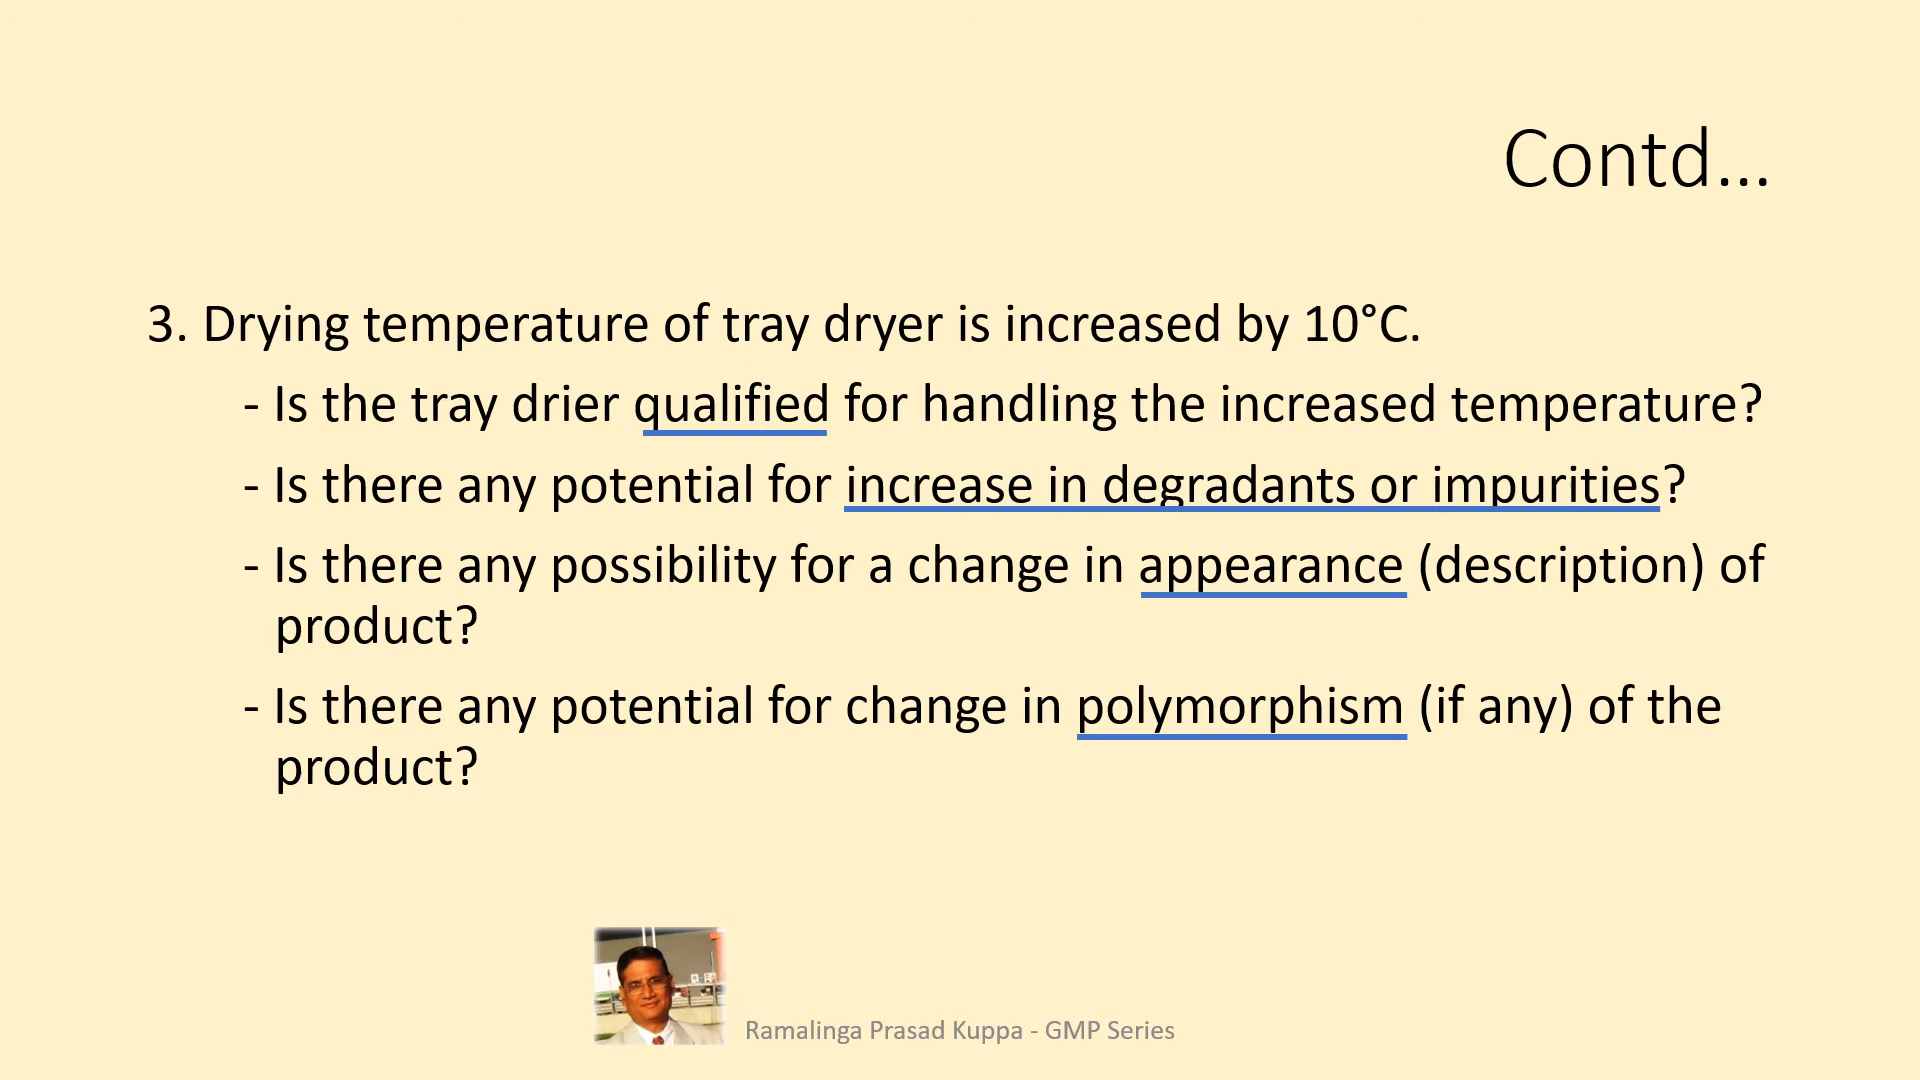 Contd...
3. Drying temperature of tray dryer is increased by 10°C.
- Is the tray drier qualified for handling the increased temperature?
- Is there any potential for increase in degradants or impurities?
- Is there any possibility for a change in appearance (description) of
product?
- Is there any potential for change in polymorphism (if any) of the
product?
Ramalinga Prasad Kuppa - GMP Series